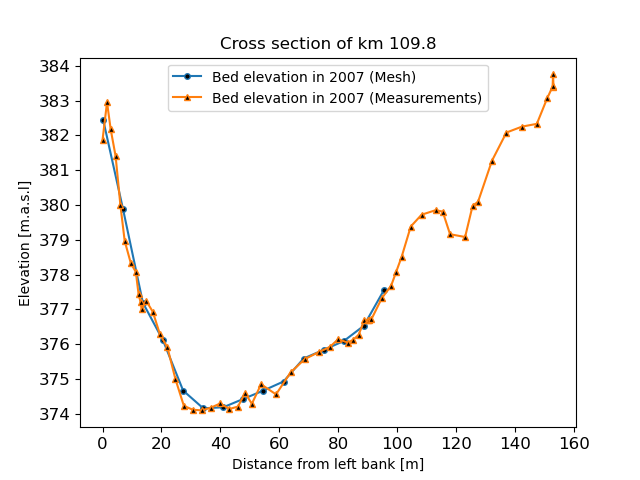 Cross section of km 109.8
Bed elevation in 2007 (Mesh)
Bed elevation in 2007 (Measurements)
Elevation [m.a.s.l]
384
383
382
381
380
379
378
377
376
375
374
0 20 40 60 80 100 120 140 160
Distance from left bank [m]